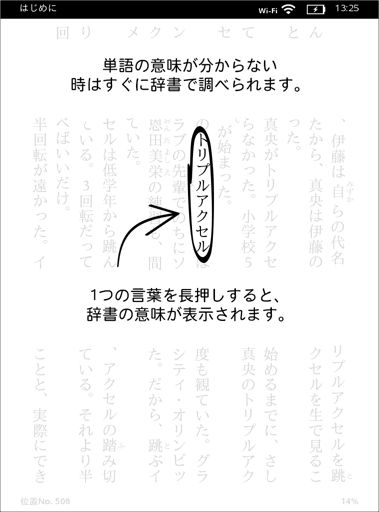 はじめに Wi-Fi 13:25
単語の意味が分からない
時はすぐに辞書で調べられます。
、伊藤は自らの代名
たから、真央は伊藤の
った。
真央がトリプルアクセ
らなかった。小学校5
が始まった。
トリプルアクセル
ラブの先輩で のちにソ
恩田美栄の 、間
ていた。
セルは低学年から跳ん
ている。3回転だって
べばいいだけ。
半回転が遠かった。イ
1つの言葉を長押しすると、
辞書の意味が表示されます。
リプルアクセルを跳
クセルを生で見るこ
始めるまでに、さし
真央のトリプルアク
度も観ていた。グラ
シティ・オリンピッ
た。だから、跳ぶイ
、アクセルの踏み切
ている。それより半
ことと、実際にでき
位置No. 508 14%